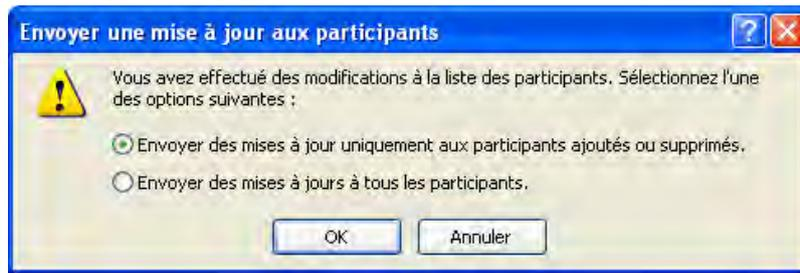 Envoyer une mise à jour aux participants
Vous avez effectué des modifications à la liste des participants. Sélectionnez l'une
des options suivantes :
Envoyer des mises à jour uniquement aux participants ajoutés ou supprimés.
Envoyer des mises à jours à tous les participants.
OK
Annuler